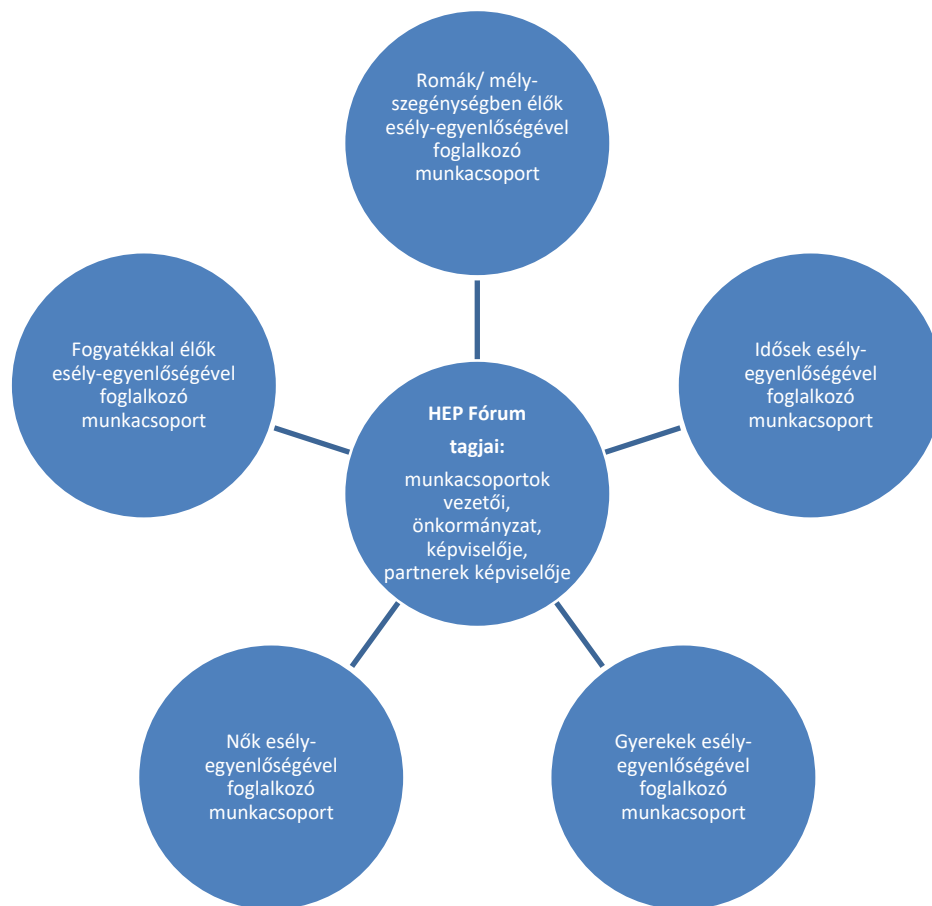 Romák/ mély-
szegénységben élők
esély-egyenlőségével
foglalkozó
munkacsoport
Fogyatékkal élők
esély-egyenlőségével
foglalkozó
munkacsoport
Idősek esély-
egyenlőségével
foglalkozó
munkacsoport
HEP Fórum
tagjai:
munkacsoportok
vezetői,
önkormányzat,
képviselője,
partnerek képviselője
Nők esély-
egyenlőségével
foglalkozó
munkacsoport
Gyerekek esély-
egyenlőségével
foglalkozó
munkacsoport